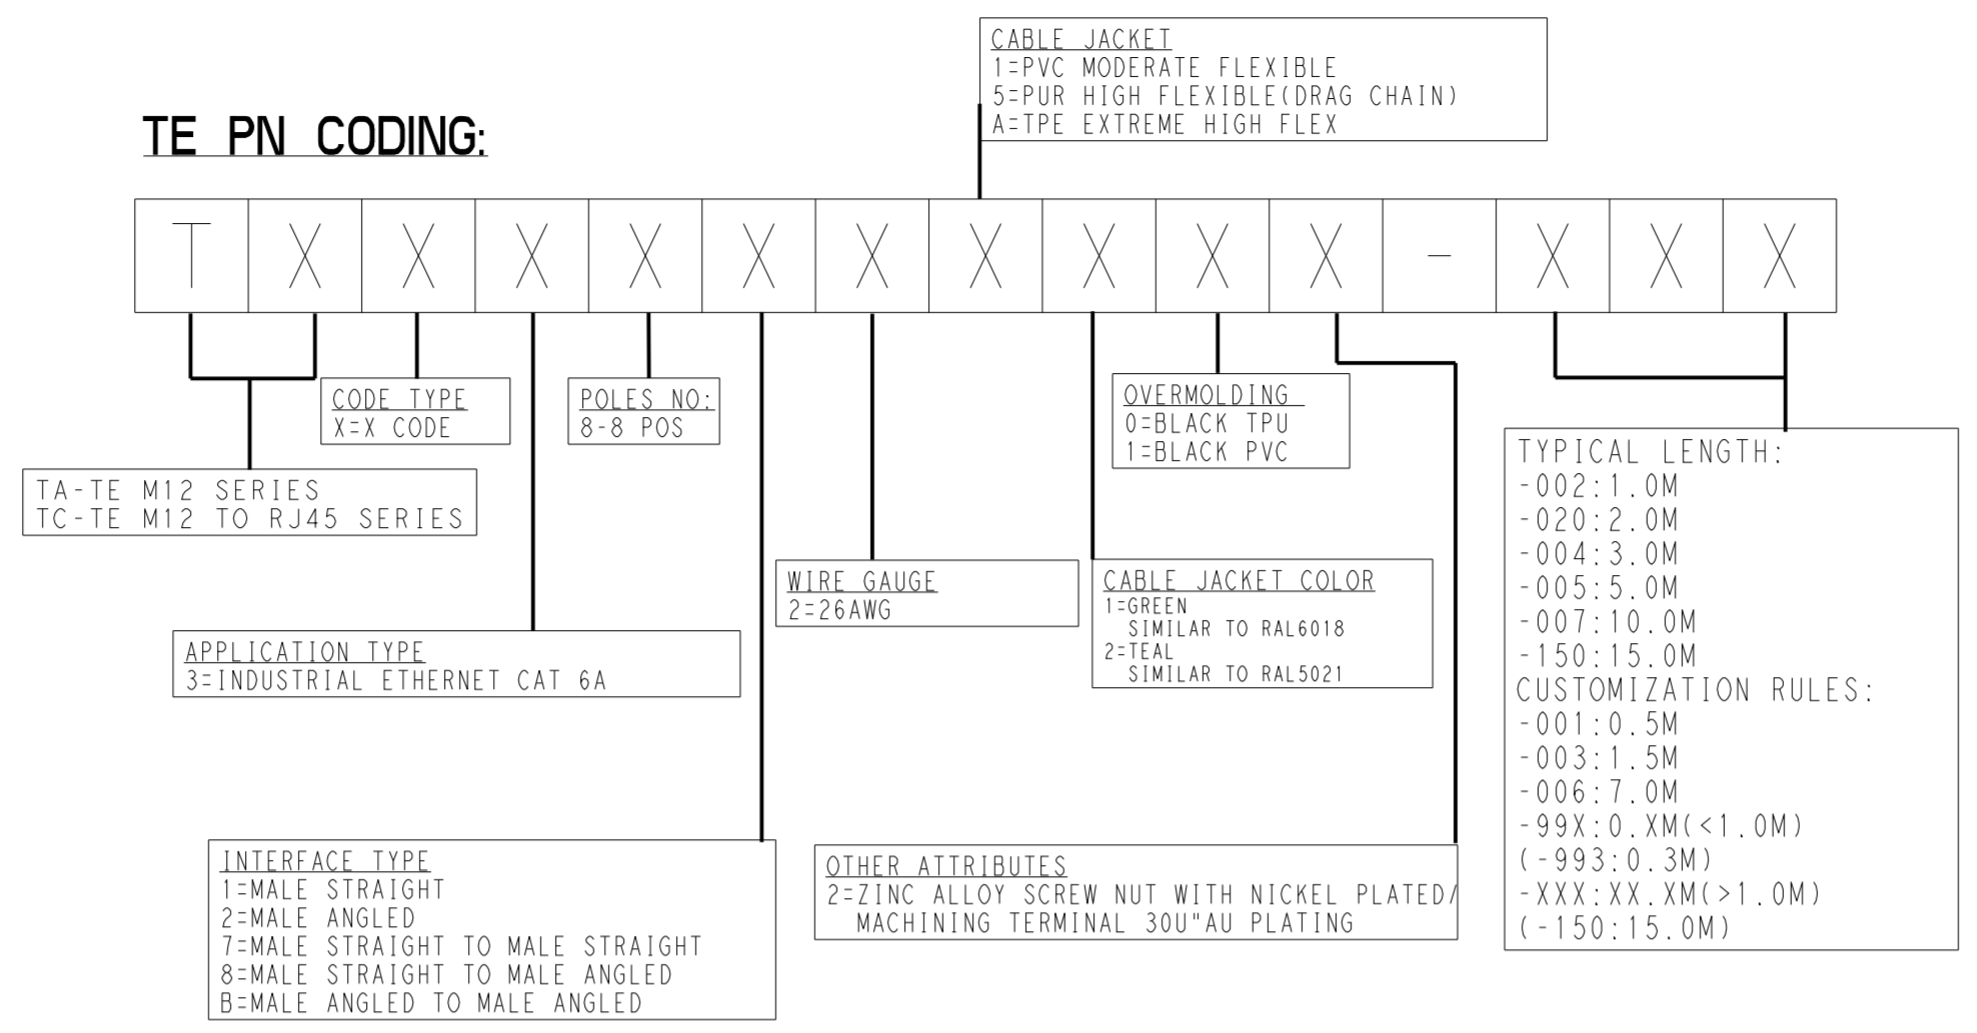 CABLE JACKET
1=PVC MODERATE FLEXIBLE
5=PUR HIGH FLEXIBLE(DRAG CHAIN)
A=TPE EXTREME HIGH FLEX
TE PN CODING:
T X X X X X X X X X X - X X X
CODE TYPE
X=X CODE
POLES NO:
8-8 POS
OVERMOLDING
0=BLACK TPU
1=BLACK PVC
TA-TE M12 SERIES
TC-TE M12 TO RJ45 SERIES
WIRE GAUGE
2=26AWG
CABLE JACKET COLOR
1=GREEN
SIMILAR TO RAL6018
2=TEAL
SIMILAR TO RAL5021
APPLICATION TYPE
3=INDUSTRIAL ETHERNET CAT 6A
TYPICAL LENGTH:
-002:1.0M
-020:2.0M
-004:3.0M
-005:5.0M
-007:10.0M
-150:15.0M
CUSTOMIZATION RULES:
-001:0.5M
-003:1.5M
-006:7.0M
-99X:0.XM(<1.0M)
(-993:0.3M)
-XXX:XX.XM(>1.0M)
(-150:15.0M)
INTERFACE TYPE
1=MALE STRAIGHT
2=MALE ANGLED
7=MALE STRAIGHT TO MALE STRAIGHT
8=MALE STRAIGHT TO MALE ANGLED
B=MALE ANGLED TO MALE ANGLED
OTHER ATTRIBUTES
2=ZINC ALLOY SCREW NUT WITH NICKEL PLATED/
MACHINING TERMINAL 30U"AU PLATING